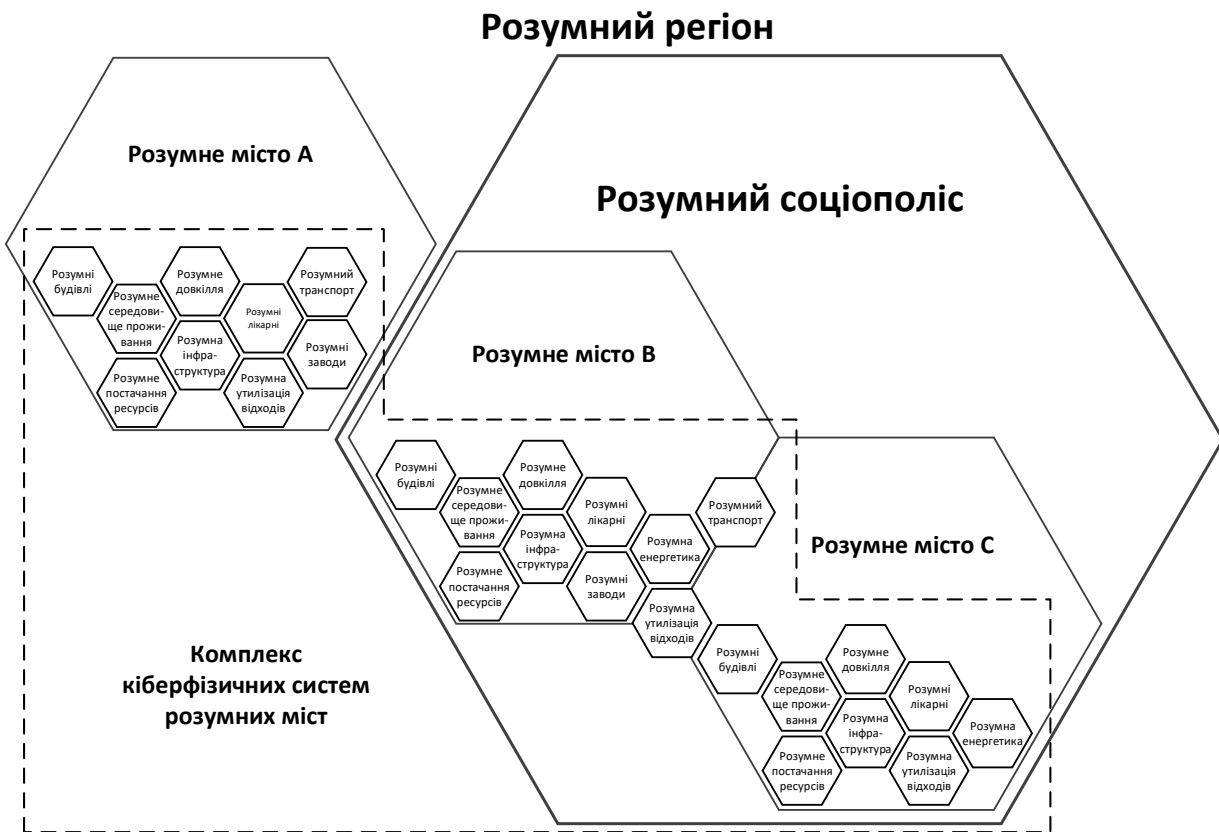 Розумний регіон
Розумне місто A
Розумний соціополіс
Розумні
будівлі
Розумне
довкілля
Розумний
транспорт
Розумне
середови-
ще прожи-
вання
Розумні
лікарні
Розумна
інфра-
структура
Розумні
заводи
Розумне
постачання
ресурсів
Розумна
утилізація
відходів
Розумне місто B
Розумні
будівлі
Розумне
довкілля
Розумне
середови-
ще прожи-
вання
Розумні
лікарні
Розумний
транспорт
Розумна
інфра-
структура
Розумна
енергетика
Розумне
постачання
ресурсів
Розумні
заводи
Розумна
утилізація
відходів
Розумне місто C
Розумні
будівлі
Розумне
довкілля
Розумне
середови-
ще прожи-
вання
Розумні
лікарні
Розумна
інфра-
структура
Розумна
енергетика
Розумне
постачання
ресурсів
Розумна
утилізація
відходів
Комплекс
кіберфізичних систем
розумних міст